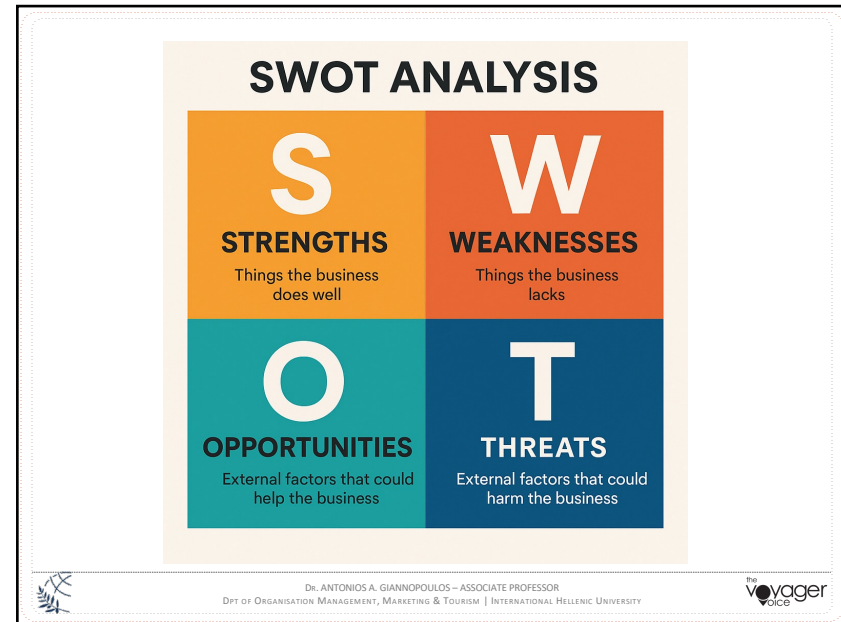 SWOT ANALYSIS
S
STRENGTHS
Things the business
does well
W
WEAKNESSES
Things the business
lacks
O
OPPORTUNITIES
External factors that could
help the business
T
THREATS
External factors that could
harm the business
DR. ANTONIOS A. GIANNOPOULOS – ASSOCIATE PROFESSOR
DPT OF ORGANISATION MANAGEMENT, MARKETING & TOURISM | INTERNATIONAL HELLENIC UNIVERSITY
the
voyager
voice